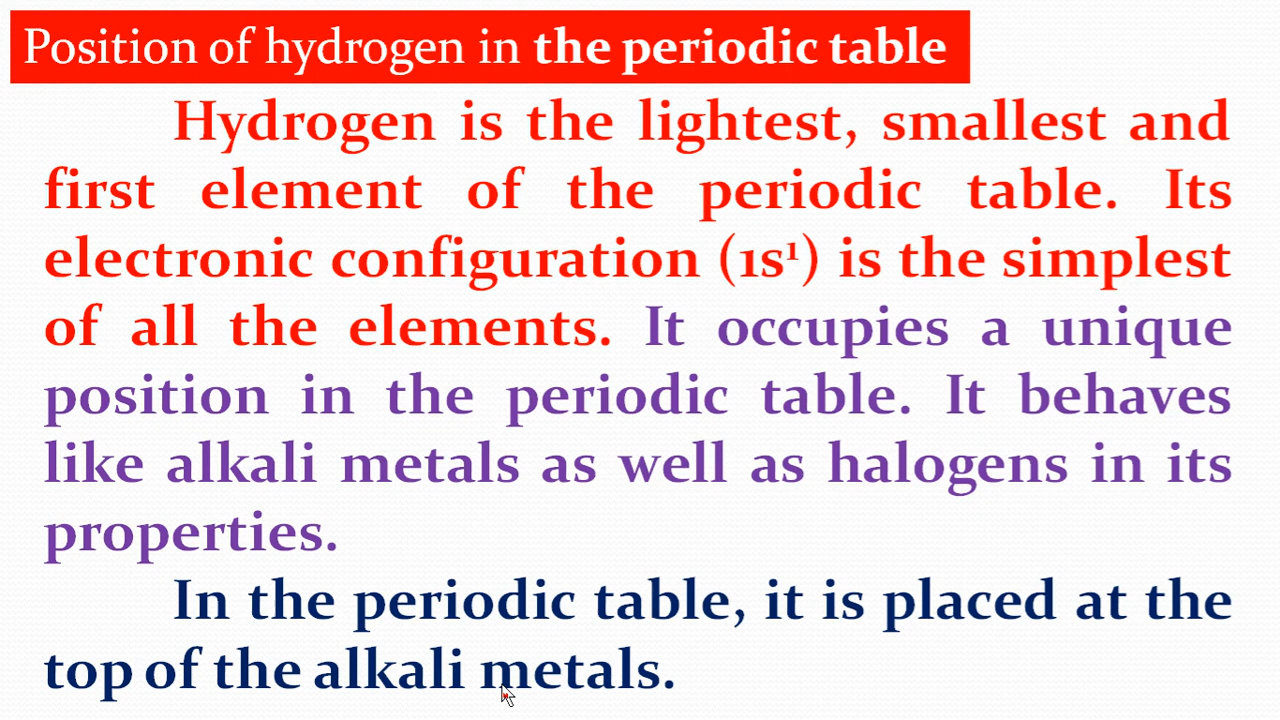 Position of hydrogen in the periodic table
Hydrogen is the lightest, smallest and
first element of the periodic table. Its
electronic configuration (1s¹) is the simplest
of all the elements. It occupies a unique
position in the periodic table. It behaves
like alkali metals as well as halogens in its
properties.
In the periodic table, it is placed at the
top of the alkali metals.